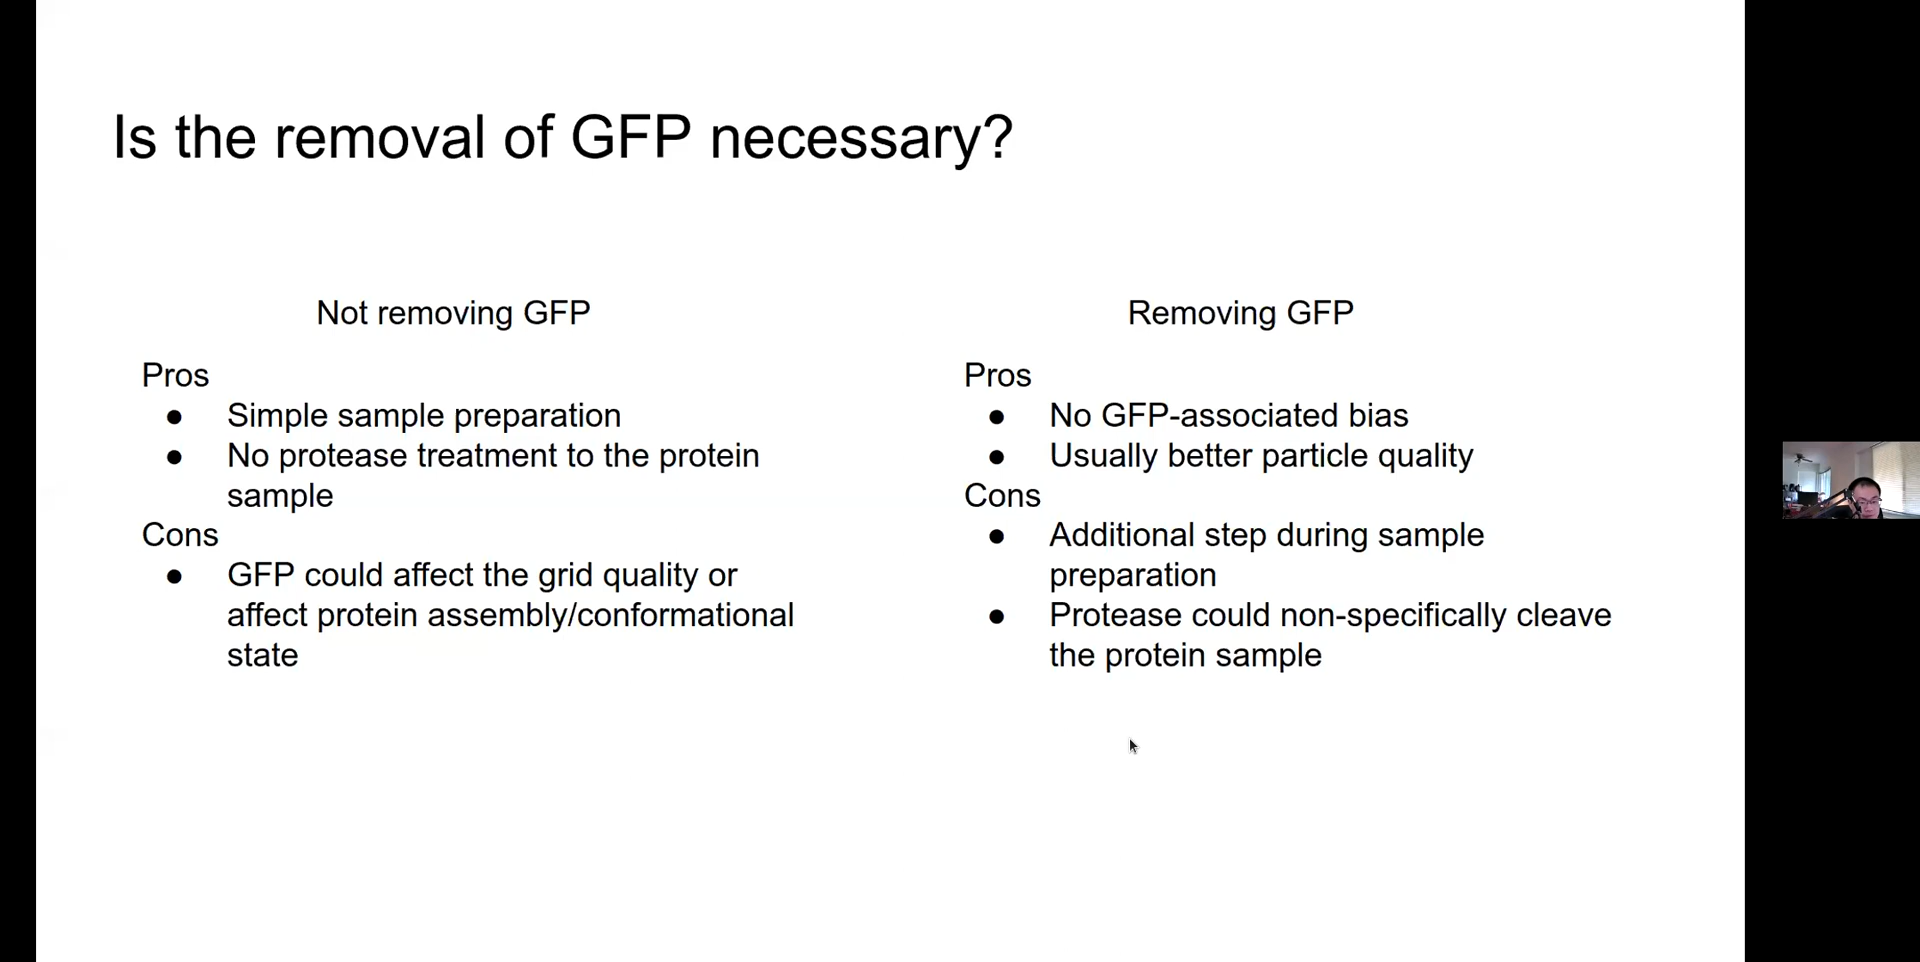 Is the removal of GFP necessary?
Not removing GFP
Pros
● Simple sample preparation
● No protease treatment to the protein
sample
Cons
● GFP could affect the grid quality or
affect protein assembly/conformational
state
Removing GFP
Pros
● No GFP-associated bias
● Usually better particle quality
Cons
● Additional step during sample
preparation
● Protease could non-specifically cleave
the protein sample